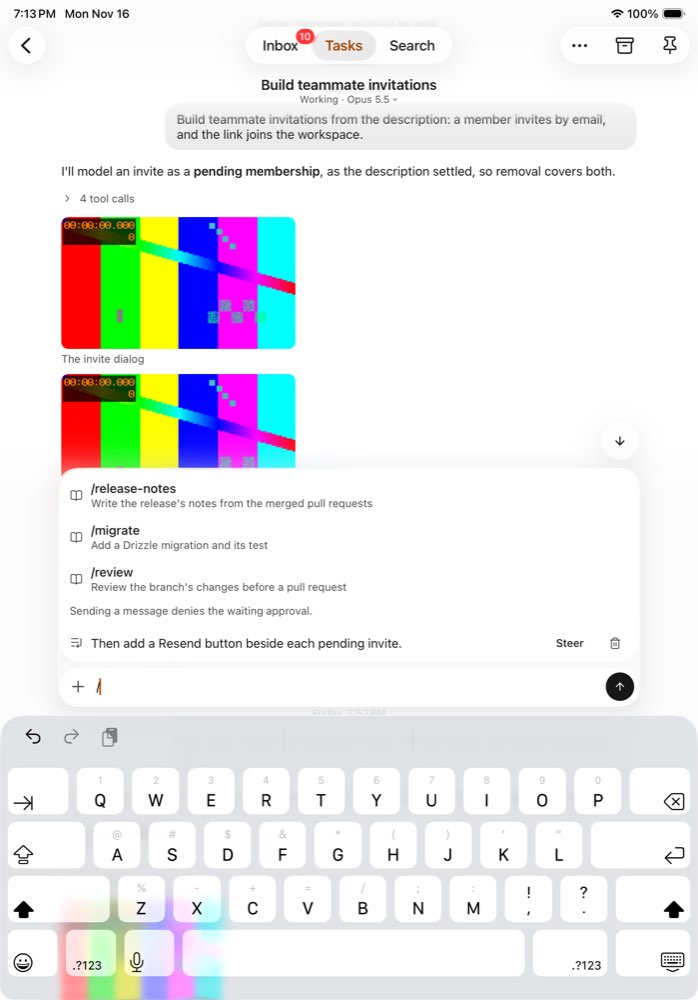 7:13 PM Mon Nov 16
100%
Inbox 10 Tasks Search
Build teammate invitations
Working · Opus 5.5
Build teammate invitations from the description: a member invites by email,
and the link joins the workspace.
I'll model an invite as a pending membership, as the description settled, so removal covers both.
4 tool calls
00:00:00.000
0
The invite dialog
00:00:00.000
0
/release-notes
Write the release's notes from the merged pull requests
/migrate
Add a Drizzle migration and its test
/review
Review the branch's changes before a pull request
Sending a message denies the waiting approval.
Then add a Resend button beside each pending invite. Steer
/
Friday, 7:52 PM
1 2 3 4 5 6 7 8 9 0
Q W E R T Y U I O P
@ # $ & * ( ) ' "
A S D F G H J K L
% - + = / ; : ! ?
Z X C V B N M , .
.?123 .?123